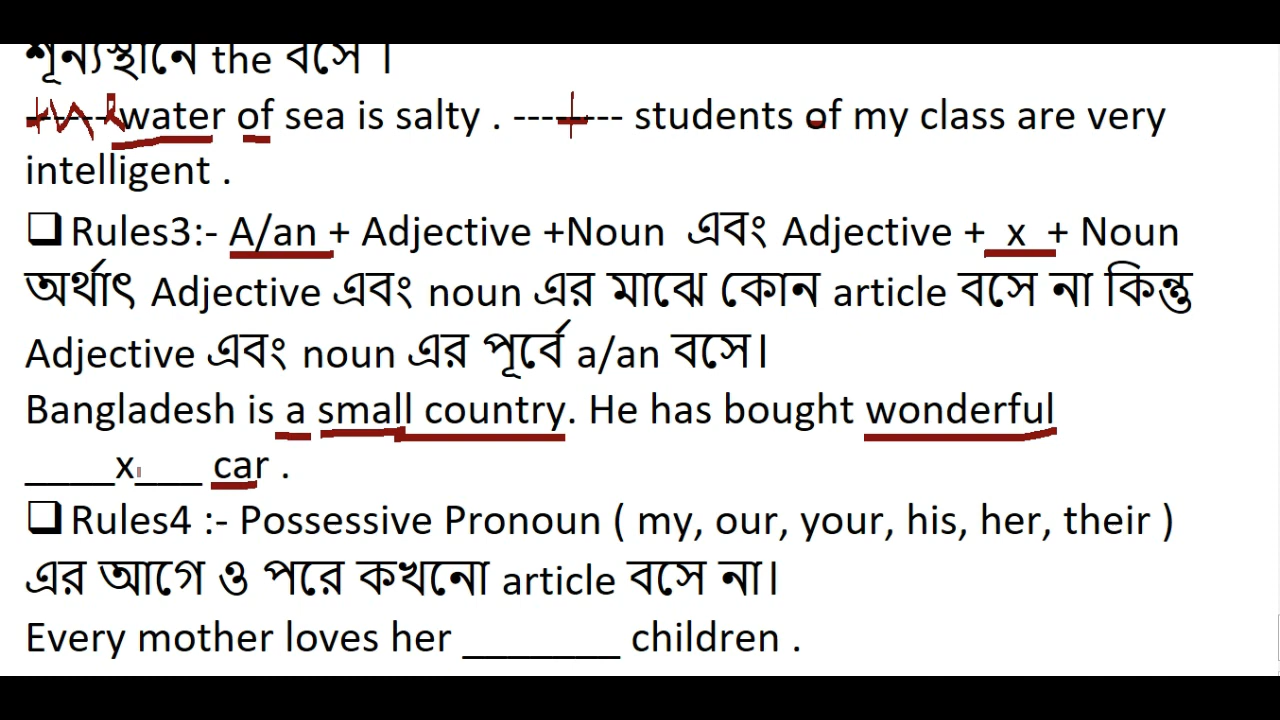 শূন্যস্থানে the বসে ।
------ water of sea is salty . -------- students of my class are very
intelligent .
❑ Rules3:- A/an + Adjective +Noun এবং Adjective + x + Noun
অর্থাৎ Adjective এবং noun এর মাঝে কোন article বসে না কিন্তু
Adjective এবং noun এর পূর্বে a/an বসে।
Bangladesh is a small country. He has bought wonderful
____x___ car .
❑ Rules4 :- Possessive Pronoun ( my, our, your, his, her, their )
এর আগে ও পরে কখনো article বসে না।
Every mother loves her _______ children .